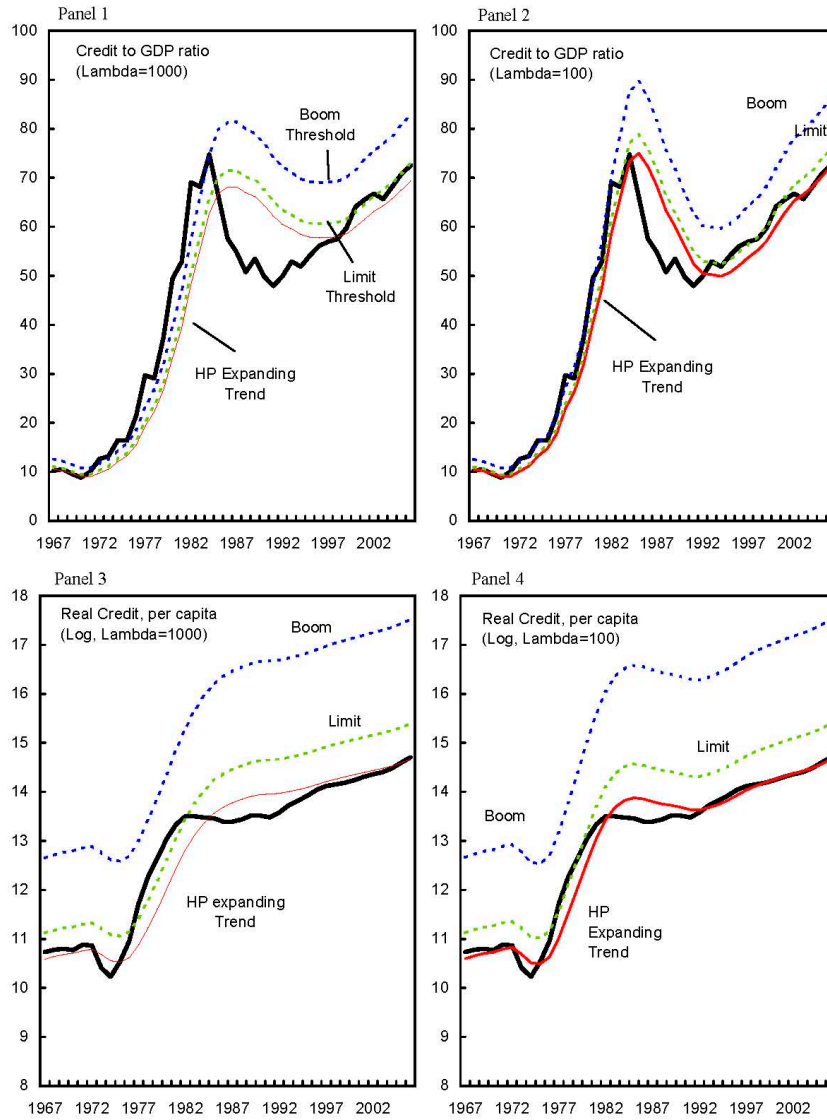 Panel 1
Credit to GDP ratio
(Lambda=1000)
Boom
Threshold
Limit
Threshold
HP Expanding
Trend
100
90
80
70
60
50
40
30
20
10
0
1967 1972 1977 1982 1987 1992 1997 2002
Panel 2
Credit to GDP ratio
(Lambda=100)
Boom
Limit
HP Expanding
Trend
100
90
80
70
60
50
40
30
20
10
0
1967 1972 1977 1982 1987 1992 1997 2002
Panel 3
Real Credit, per capita
(Log, Lambda=1000)
Boom
Limit
HP expanding
Trend
18
17
16
15
14
13
12
11
10
9
8
1967 1972 1977 1982 1987 1992 1997 2002
Panel 4
Real Credit, per capita
(Log, Lambda=100)
Boom
Limit
HP
Expanding
Trend
18
17
16
15
14
13
12
11
10
9
8
1967 1972 1977 1982 1987 1992 1997 2002